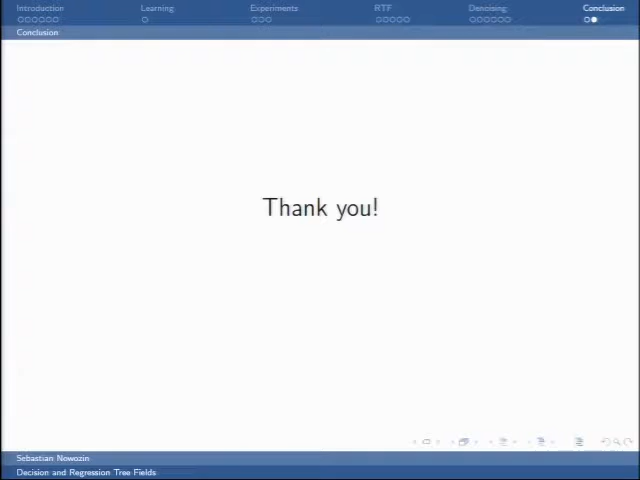 Introduction
Learning
Experiments
RTF
Denoising
Conclusion
Conclusion
Thank you!
Sebastian Nowozin
Decision and Regression Tree Fields